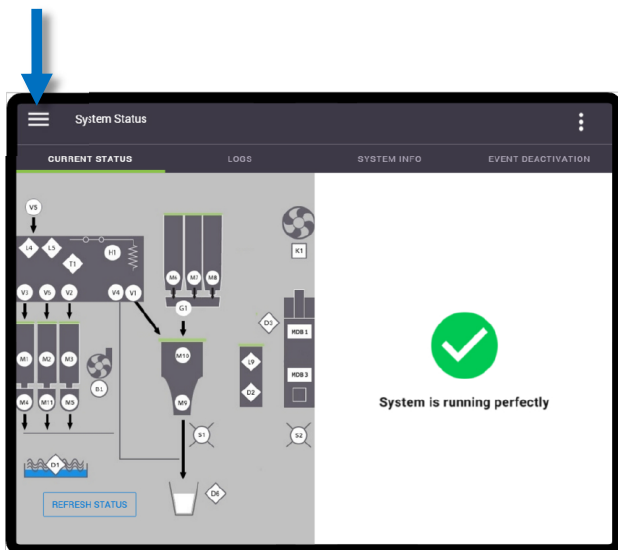 System Status
CURRENT STATUS LOGS SYSTEM INFO EVENT DEACTIVATION
V5
L4 L5 T1 H1
K1
M6 M7 M8
V3 V5 V2 V4 V1
G1
D3 MDB 1
M1 M2 M3 M10 L9
B1 MDB 3
D2
M4 M11 M5 M9
S1 S2
System is running perfectly
D1
D6
REFRESH STATUS